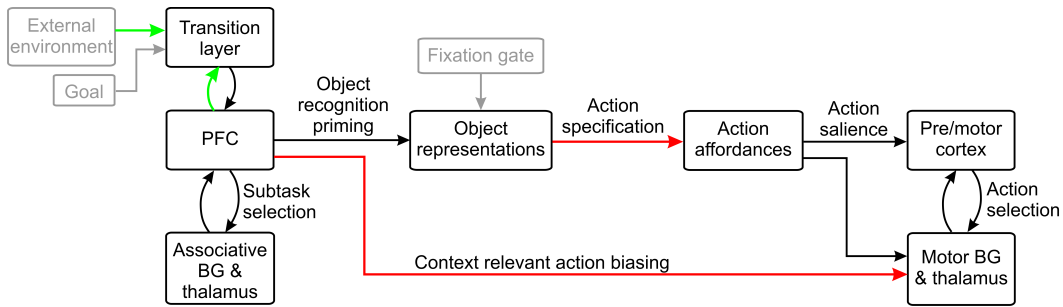 External
environment
Transition
layer
Goal
Fixation gate
Object
recognition
priming
Action
specification
Action
salience
PFC
Object
representations
Action
affordances
Pre/motor
cortex
Subtask
selection
Action
selection
Associative
BG &
thalamus
Context relevant action biasing
Motor BG
& thalamus